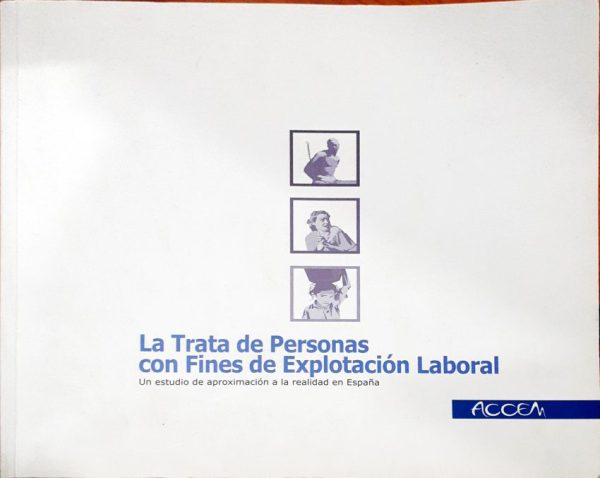 La Trata de Personas
con Fines de Explotación Laboral
Un estudio de aproximación a la realidad en España
ACCEM